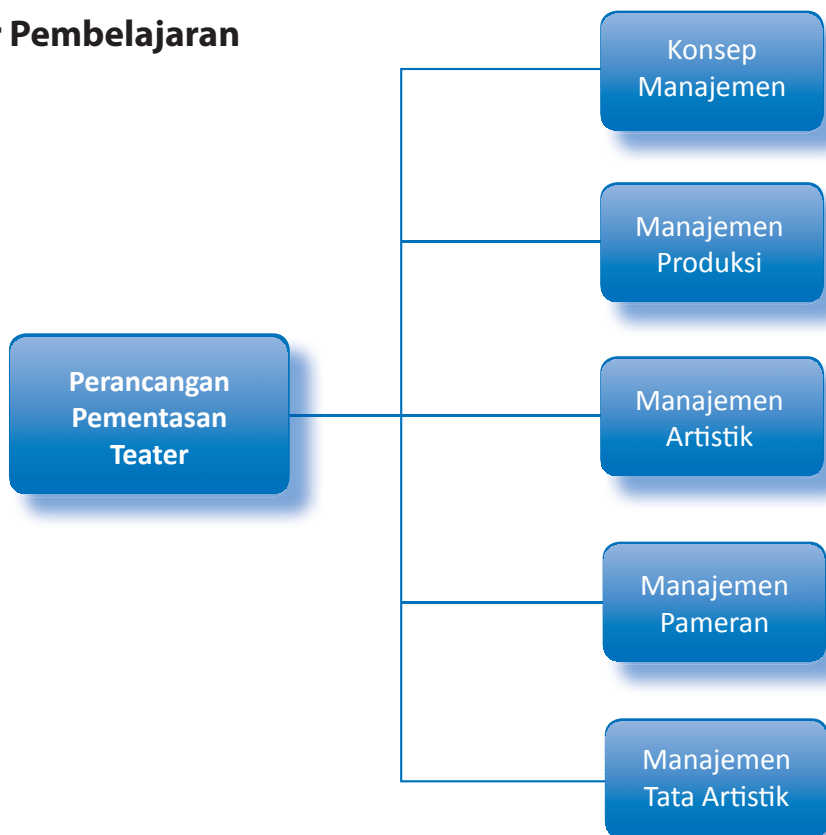 Pembelajaran
Konsep
Manajemen
Manajemen
Produksi
Perancangan
Pementasan
Teater
Manajemen
Artistik
Manajemen
Pameran
Manajemen
Tata Artistik